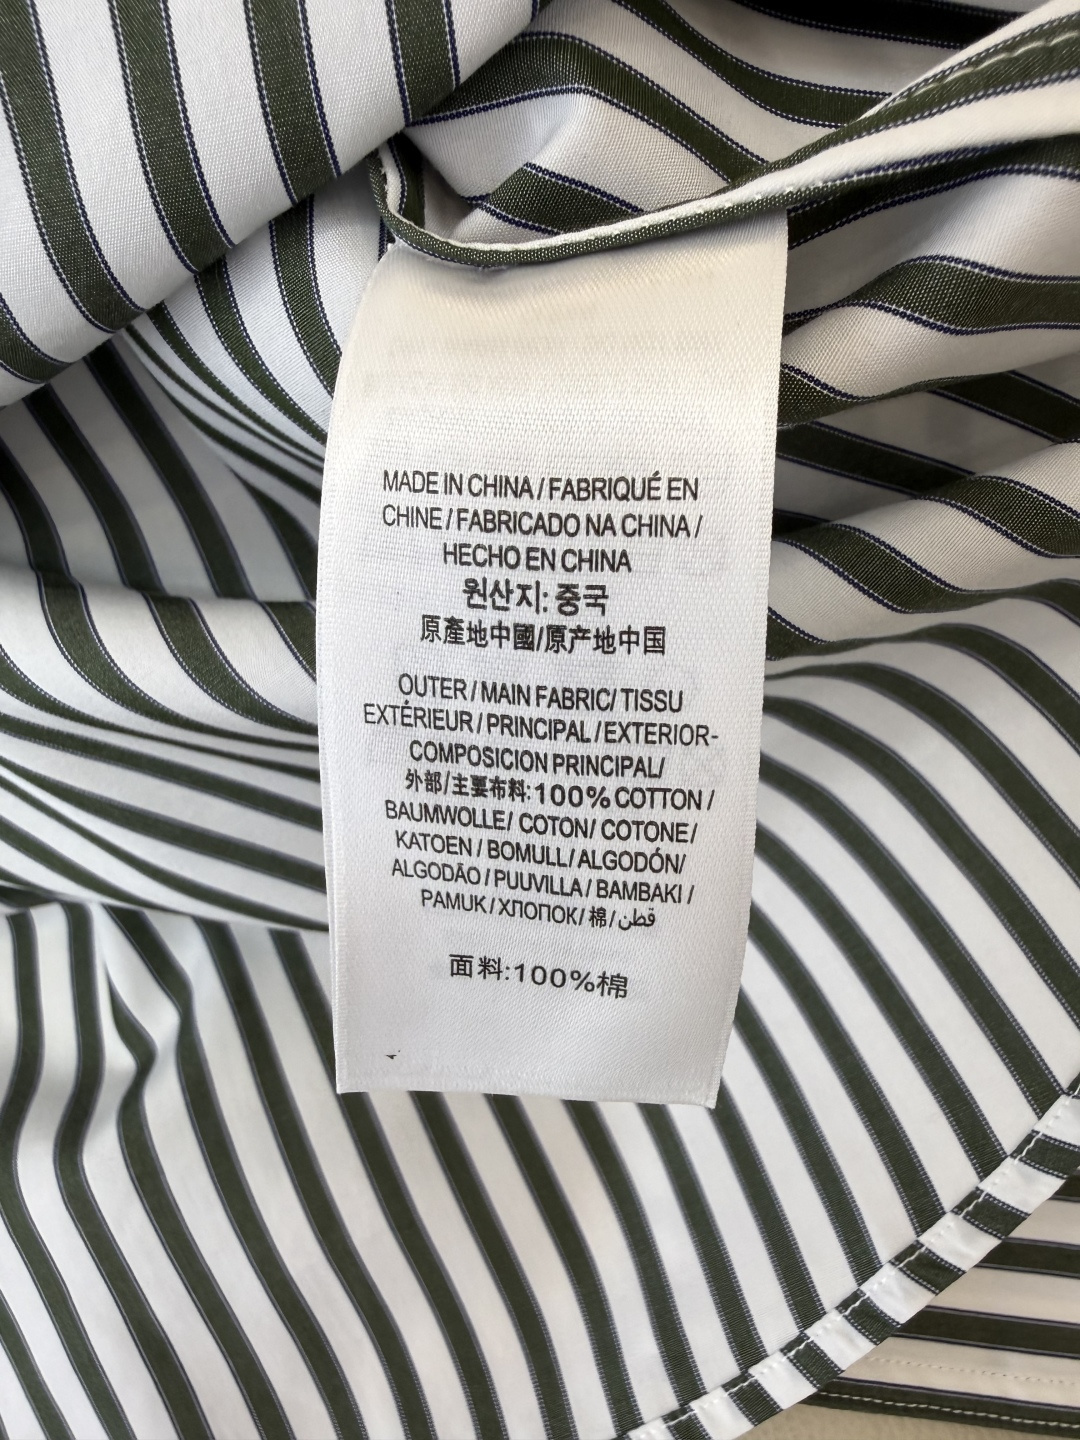 MADE IN CHINA / FABRIQUÉ EN
CHINE / FABRICADO NA CHINA /
HECHO EN CHINA
원산지: 중국
原產地中國/原产地中国
OUTER / MAIN FABRIC/ TISSU
EXTÉRIEUR / PRINCIPAL / EXTERIOR-
COMPOSICION PRINCIPAL/
外部/主要布料:100% COTTON /
BAUMWOLLE/ COTON/ COTONE/
KATOEN / BOMULL/ ALGODÓN/
ALGODÃO / PUUVILLA / BAMBAKI /
PAMUK / ХЛОПОК / 棉/ قطن
面料:100%棉